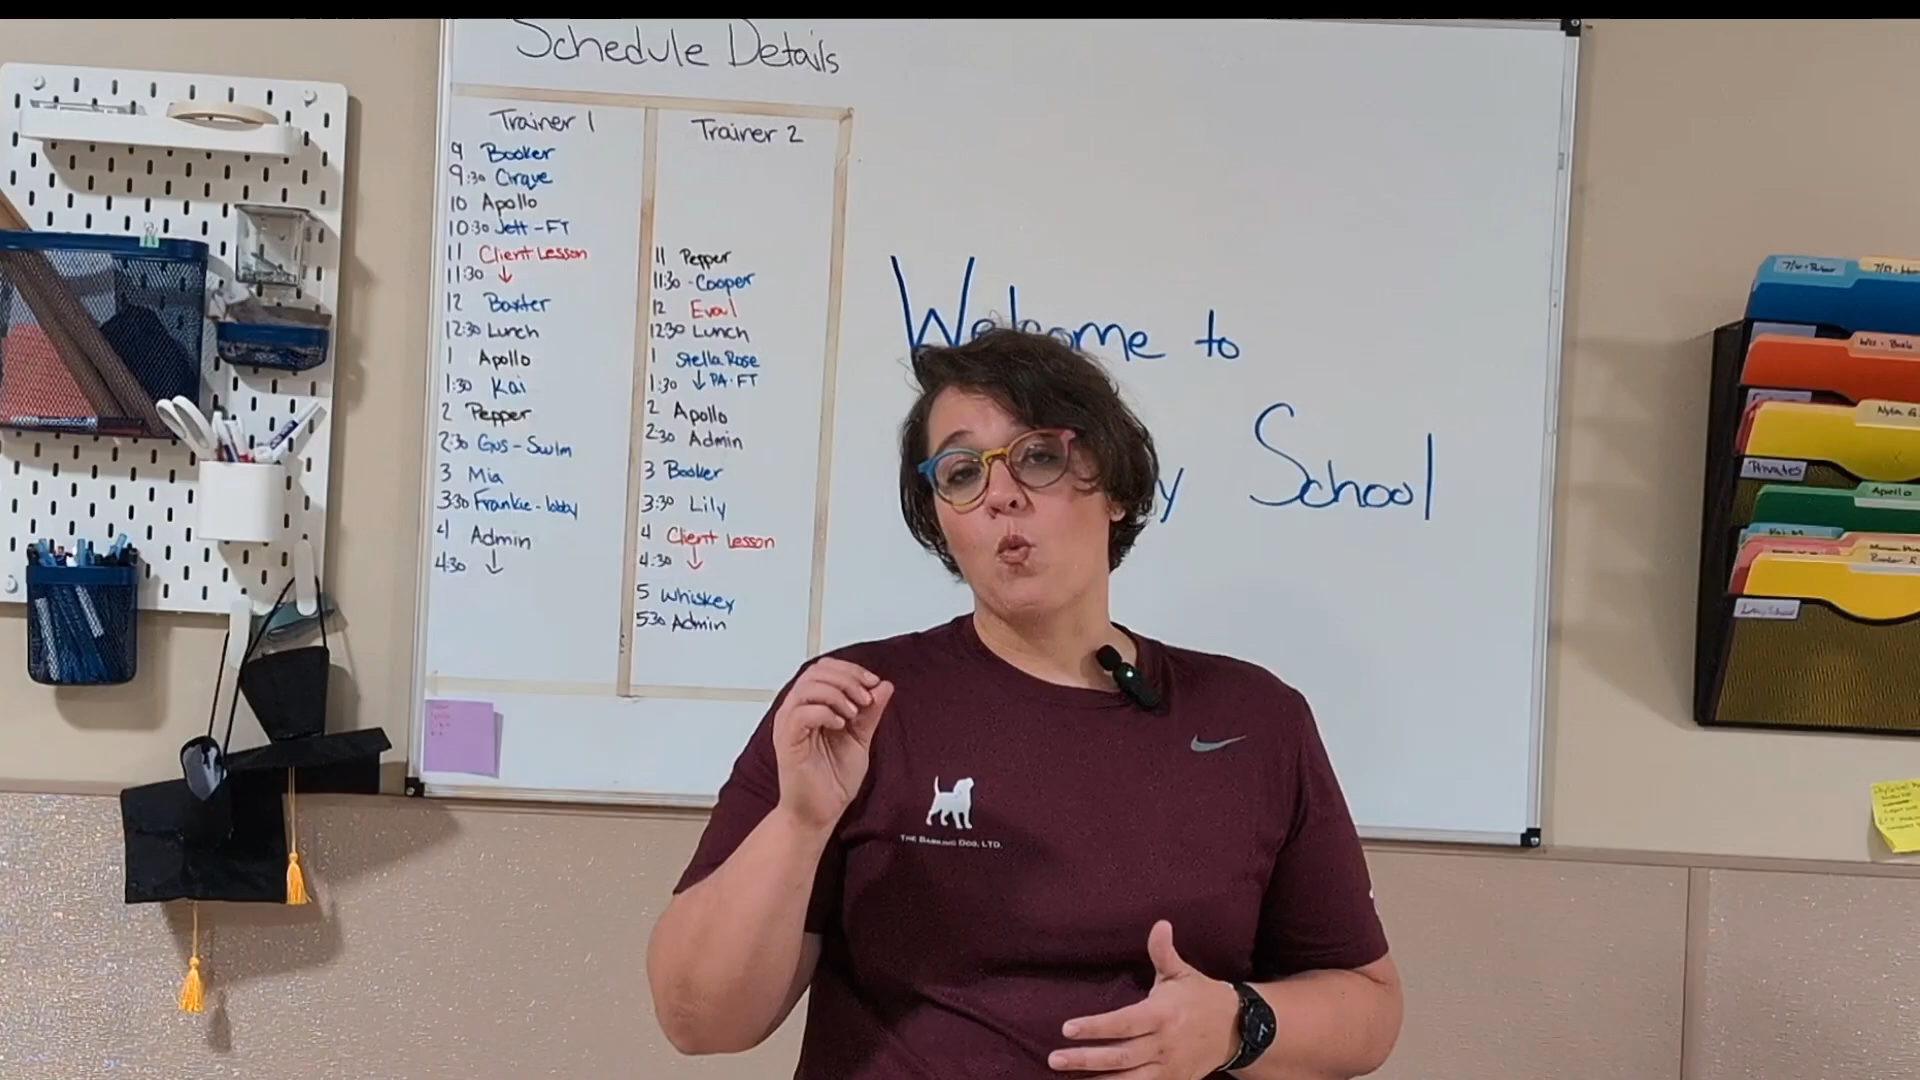 Schedule Details
Trainer 1
9 Booker
9:30 Cirque
10 Apollo
10:30 Jett - FT
11 Client Lesson
11:30 ↓
12 Baxter
12:30 Lunch
1 Apollo
1:30 Kai
2 Pepper
2:30 Gus - Swim
3 Mia
3:30 Frankie - lobby
4 Admin
4:30 ↓
Trainer 2
11 Pepper
11:30 - Cooper
12 Eval
12:30 Lunch
1 Stella Rose
1:30 ↓ PA - FT
2 Apollo
2:30 Admin
3 Booker
3:30 Lily
4 Client Lesson
4:30 ↓
5 Whiskey
530 Admin
Welcome to
y School
THE BARKING DOG, LTD.
Privates
Apollo